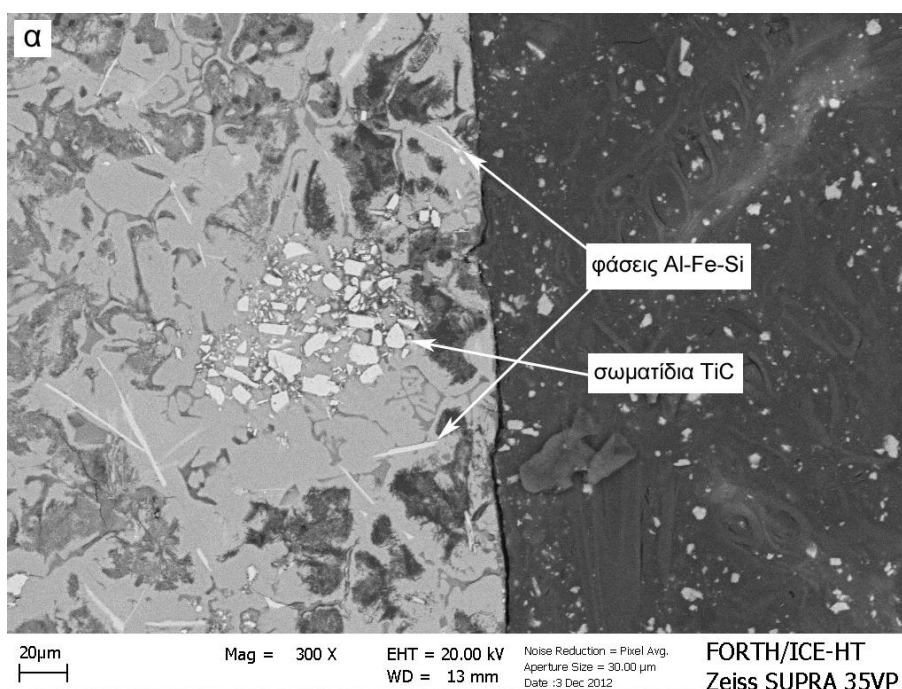 α
φάσεις Al-Fe-Si
σωματίδια TiC
20µm
Mag = 300 X
EHT = 20.00 kV
WD = 13 mm
Noise Reduction = Pixel Avg.
Aperture Size = 30.00 µm
Date :3 Dec 2012
FORTH/ICE-HT
Zeiss SUPRA 35VP